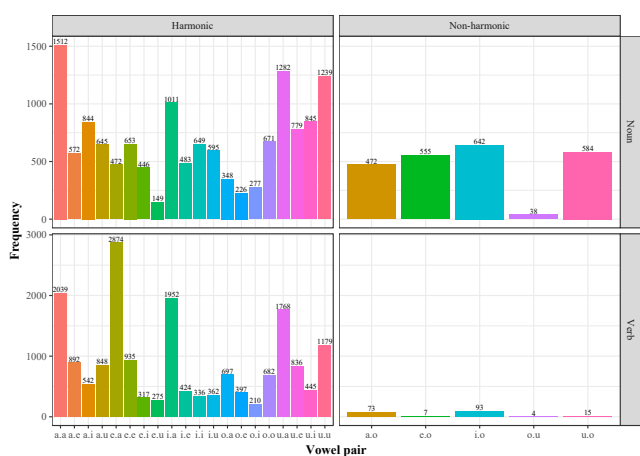 Harmonic Non-harmonic
1500
1000
500
0
1512 572 844 645 472 653 446 149 1011 483 649 595 348 226 277 671 1282 779 845 1239
472 555 642 38 584
Noun
3000
2000
1000
0
2039 892 542 848 2874 935 317 275 1952 424 336 362 697 397 210 682 1768 836 445 1179
73 7 93 4 15
Verb
Frequency
a.a a.e a.i a.u e.a e.e e.i e.u i.a i.e i.i i.u o.a o.e o.i o.o u.a u.e u.i u.u
a.o e.o i.o o.u u.o
Vowel pair